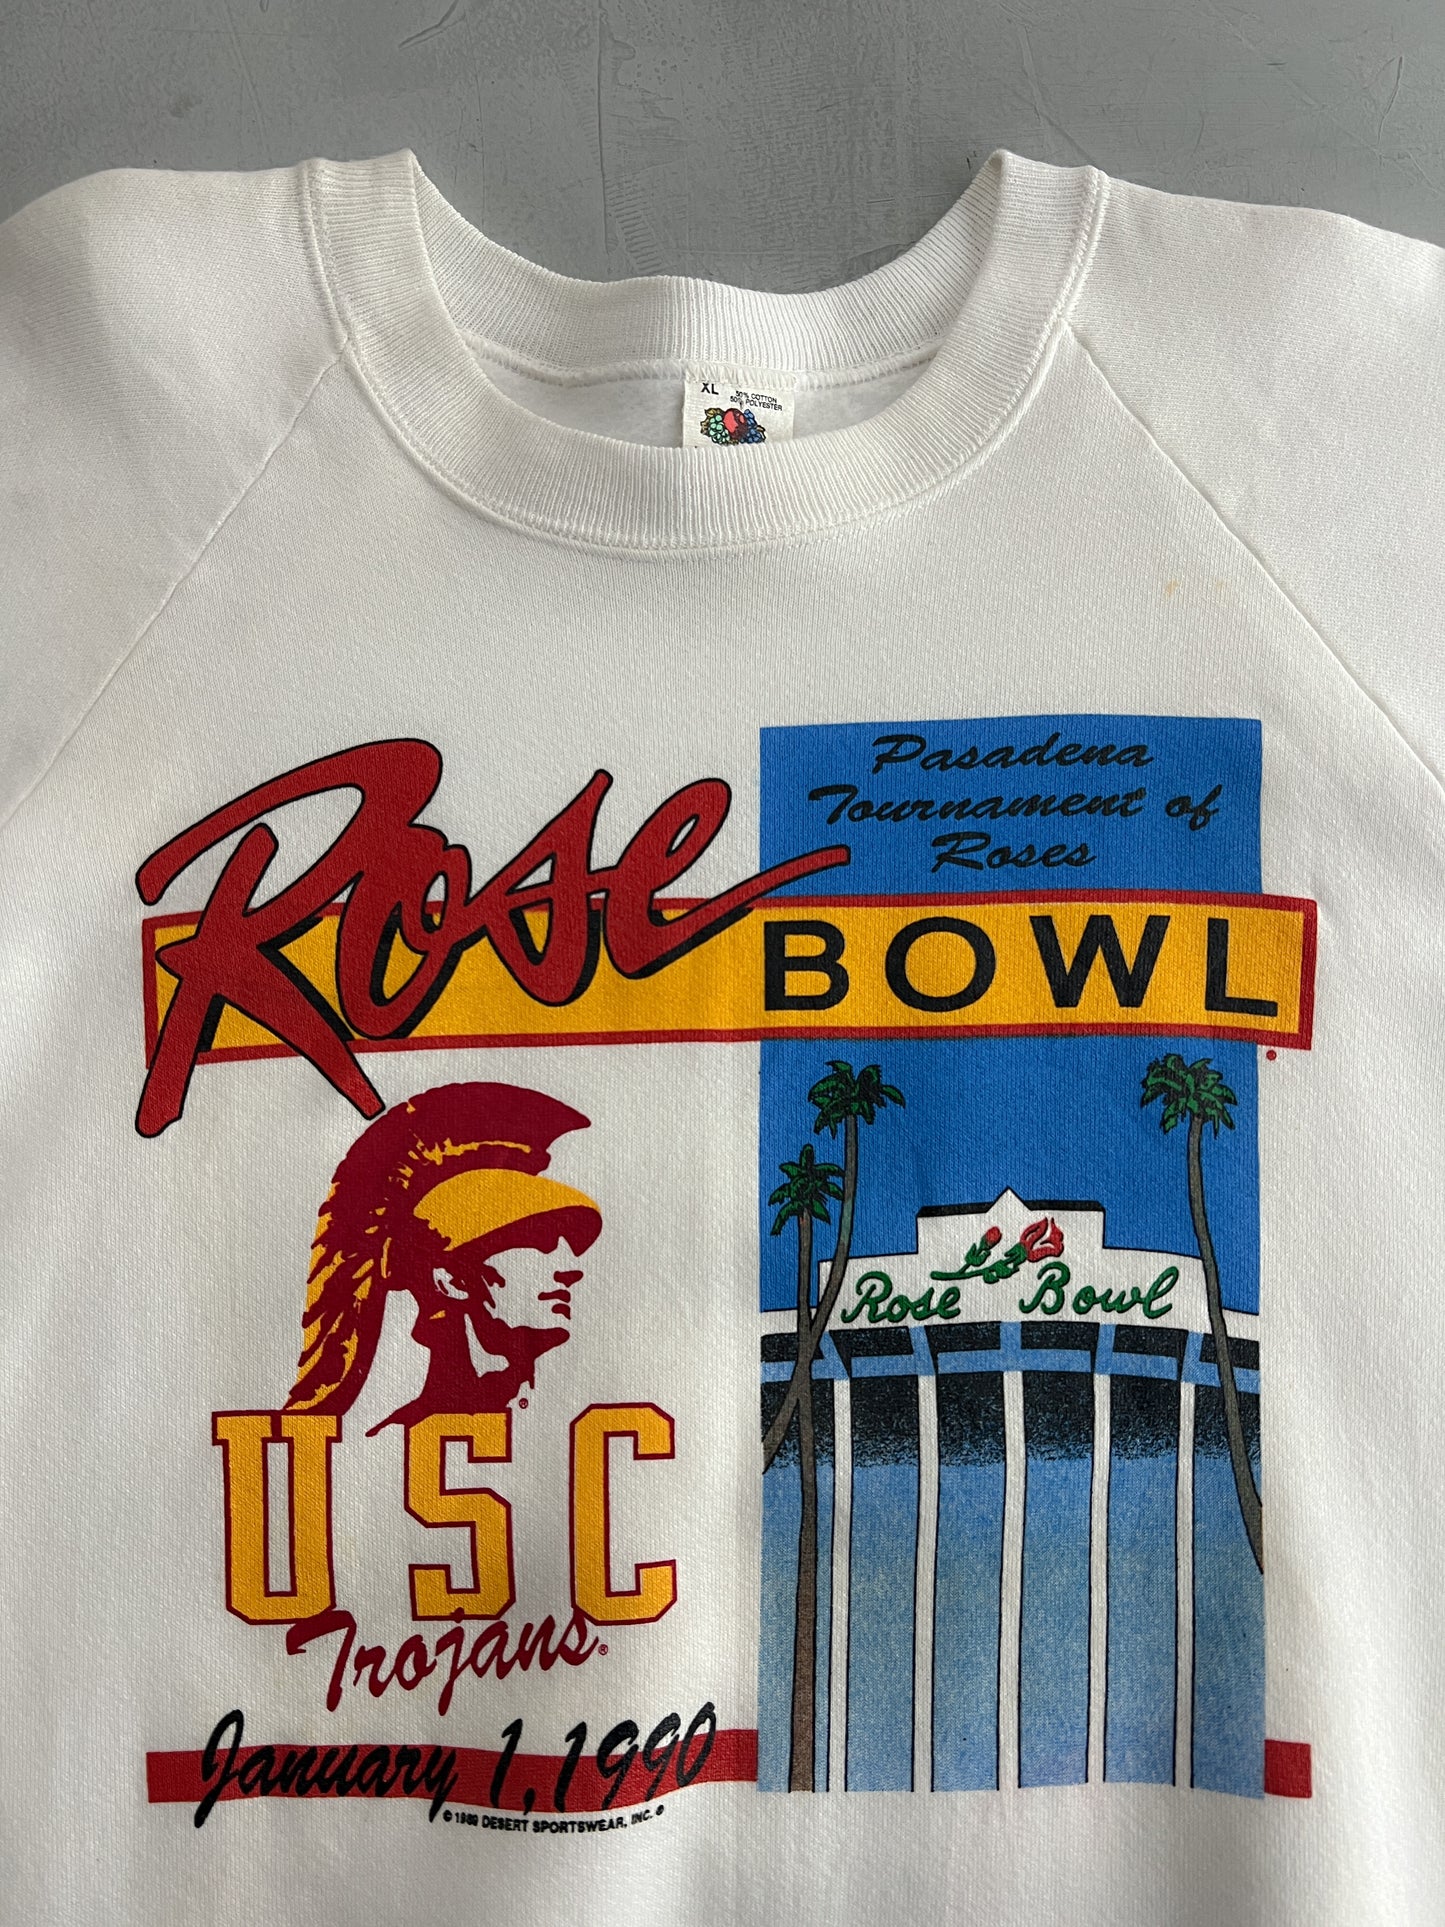 XL
50% COTTON
50% POLYESTER
Pasadena
Tournament of
Roses
Rose BOWL®
Rose Bowl
®
USC
Trojans®
January 1, 1990
© 1989 DESERT SPORTSWEAR, INC. ®